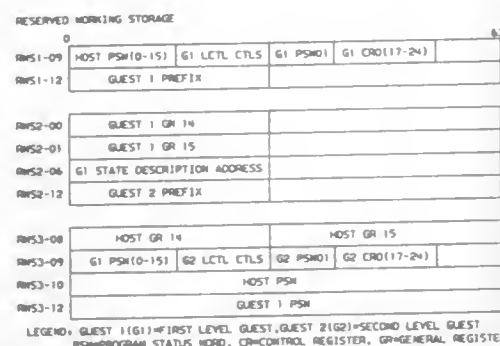 RESERVED WORKING STORAGE
0 6
RWS1-09 HOST PSW(0-15) G1 LCTL CTLS G1 PSW01 G1 CR0(17-24)
RWS1-12 GUEST 1 PREFIX
RWS2-00 GUEST 1 GR 14
RWS2-01 GUEST 1 GR 15
RWS2-06 G1 STATE DESCRIPTION ADDRESS
RWS2-12 GUEST 2 PREFIX
RWS3-08 HOST GR 14 HOST GR 15
RWS3-09 G1 PSW(0-15) G2 LCTL CTLS G2 PSW01 G2 CR0(17-24)
RWS3-10 HOST PSW
RWS3-12 GUEST 1 PSW
LEGEND: GUEST 1(G1)=FIRST LEVEL GUEST,GUEST 2(G2)=SECOND LEVEL GUEST
PSW=PROGRAM STATUS WORD, CR=CONTROL REGISTER, GR=GENERAL REGISTE